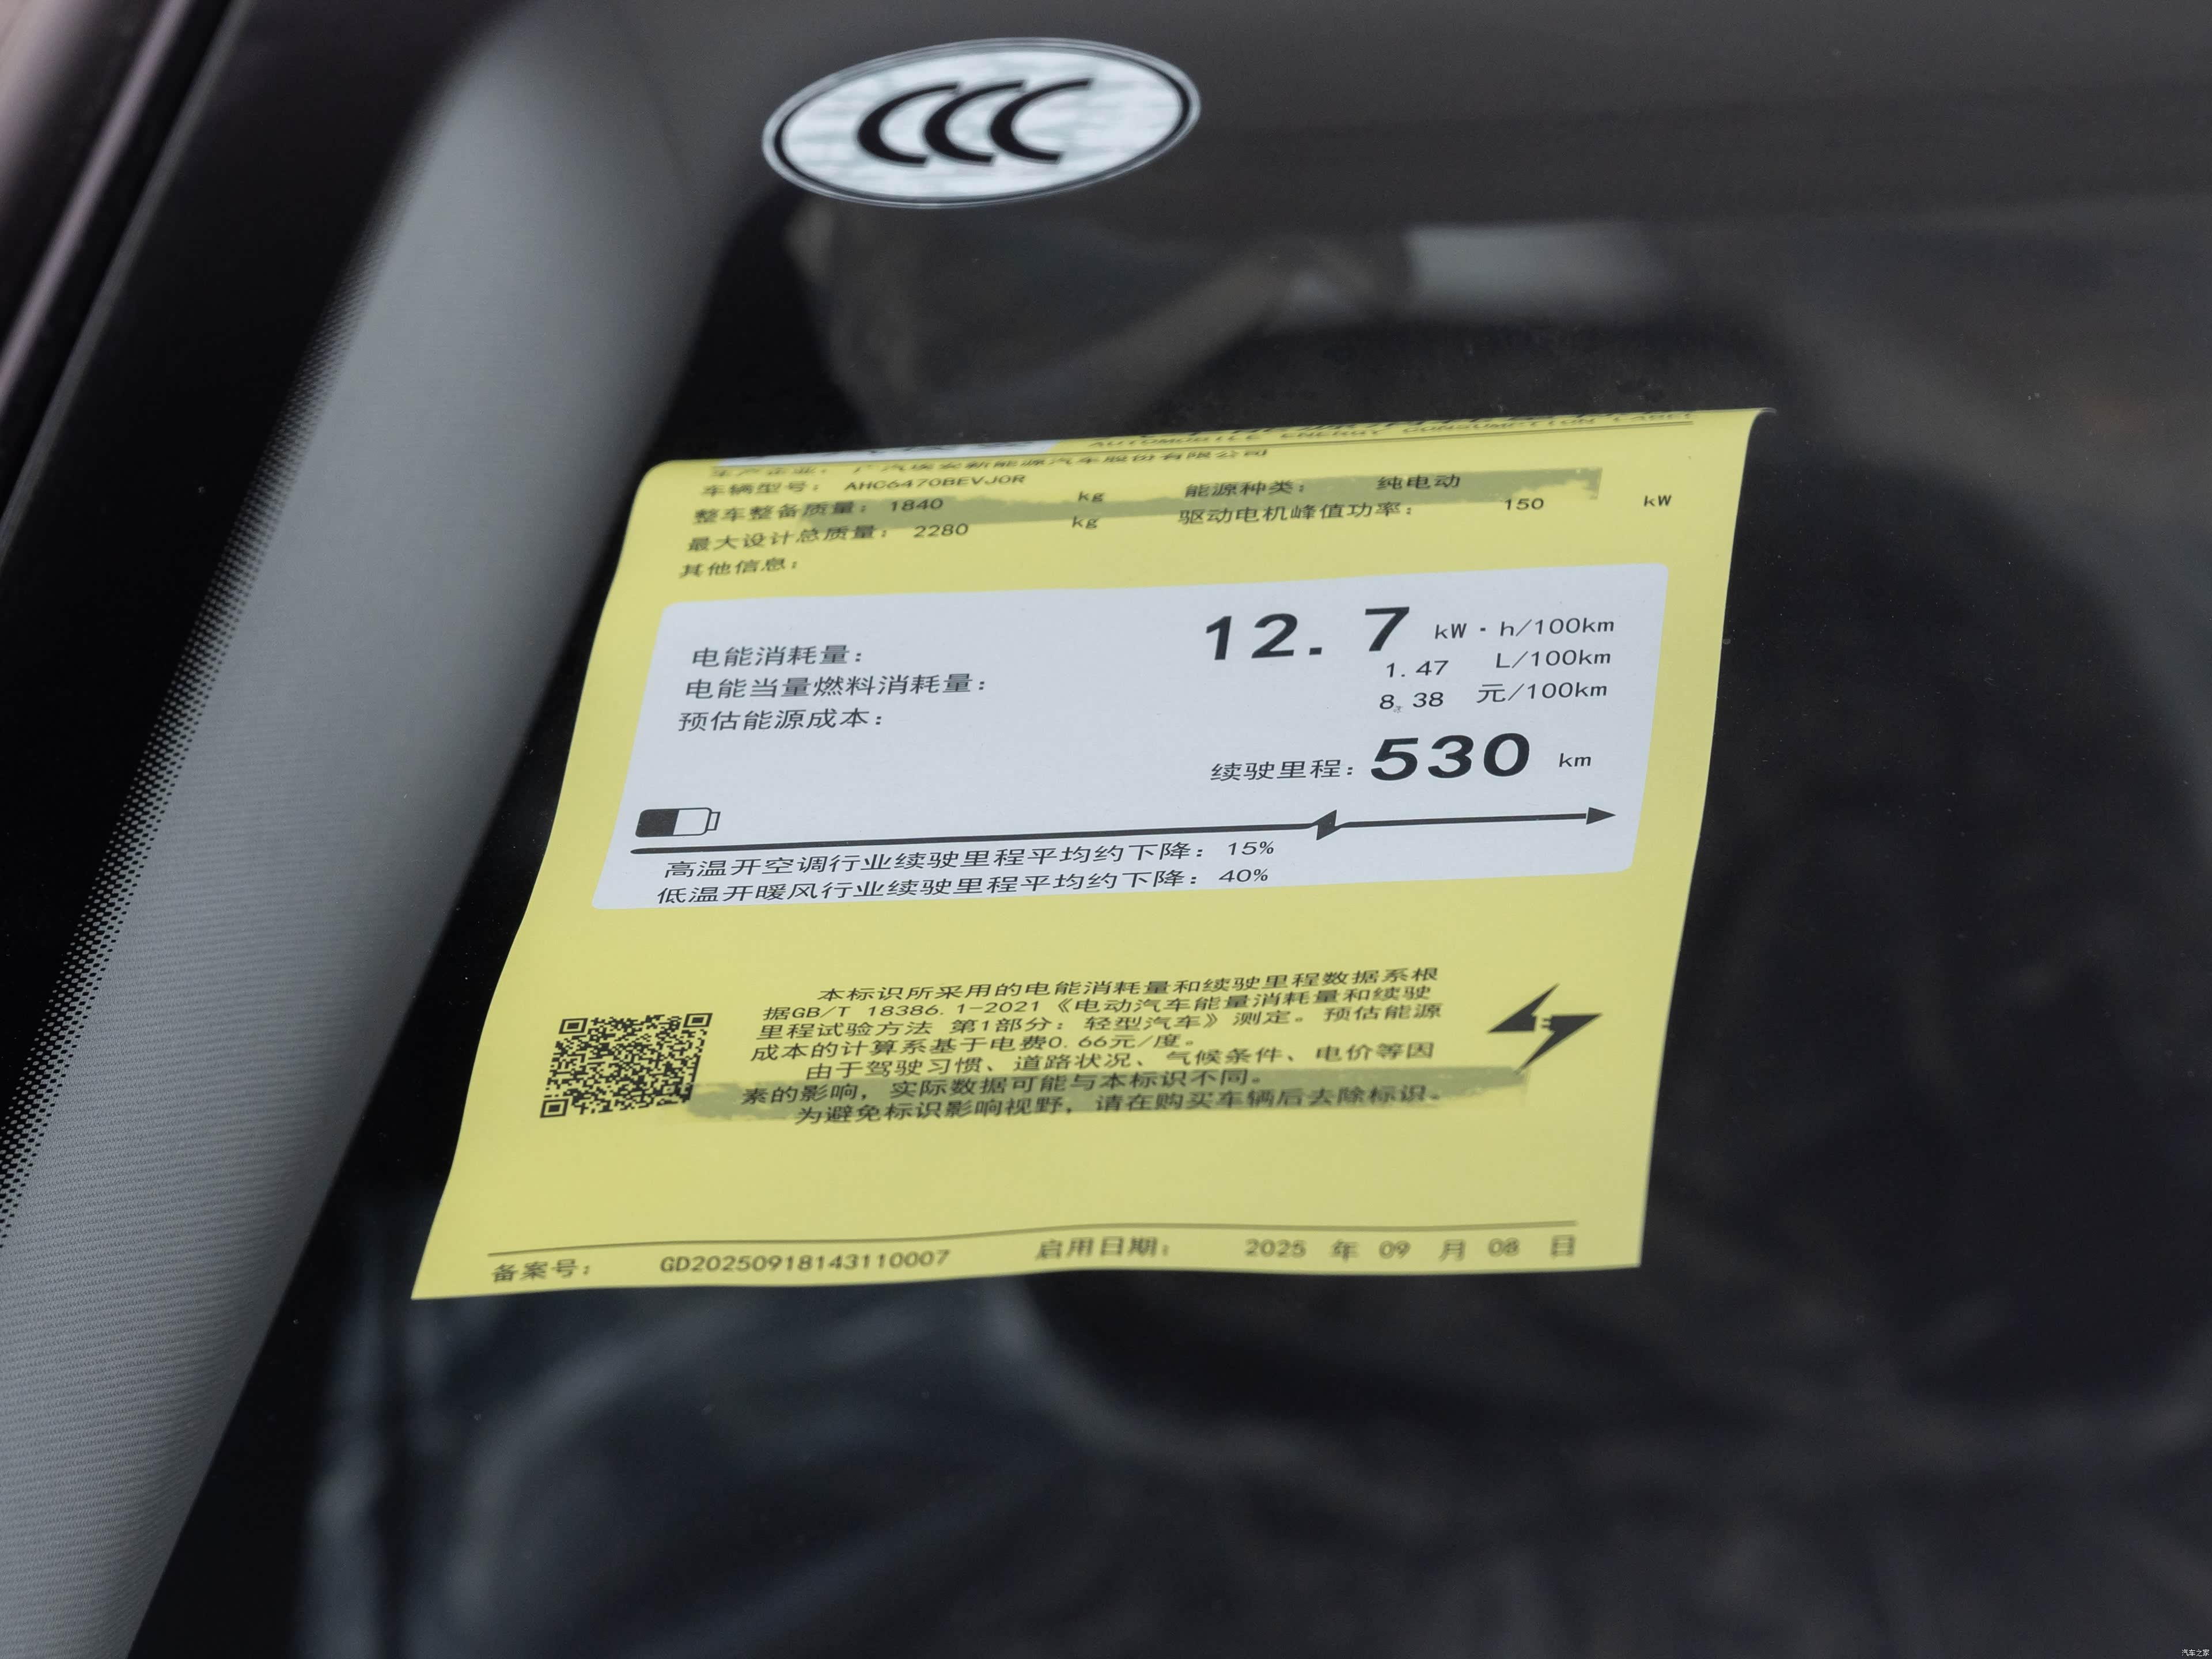 CCC
AUTOMOBILE ENERGY CONSUMPTION LABEL
生产企业： 广汽埃安新能源汽车股份有限公司
车辆型号： AHC6470BEVJ0R
整车整备质量： 1840 kg 能源种类： 纯电动
最大设计总质量： 2280 kg 驱动电机峰值功率： 150 kW
其他信息：
电能消耗量： 12.7 kW·h/100km
电能当量燃料消耗量： 1.47 L/100km
预估能源成本： 8.38 元/100km
续驶里程：530 km
高温开空调行业续驶里程平均约下降： 15%
低温开暖风行业续驶里程平均约下降： 40%
本标识所采用的电能消耗量和续驶里程数据系根
据GB/T 18386.1-2021《电动汽车能量消耗量和续驶
里程试验方法 第1部分：轻型汽车》测定。预估能源
成本的计算系基于电费0.66元/度。
由于驾驶习惯、道路状况、气候条件、电价等因
素的影响，实际数据可能与本标识不同。
为避免标识影响视野，请在购买车辆后去除标识。
备案号： GD20250918143110007 启用日期： 2025 年 09 月 08 日
汽车之家